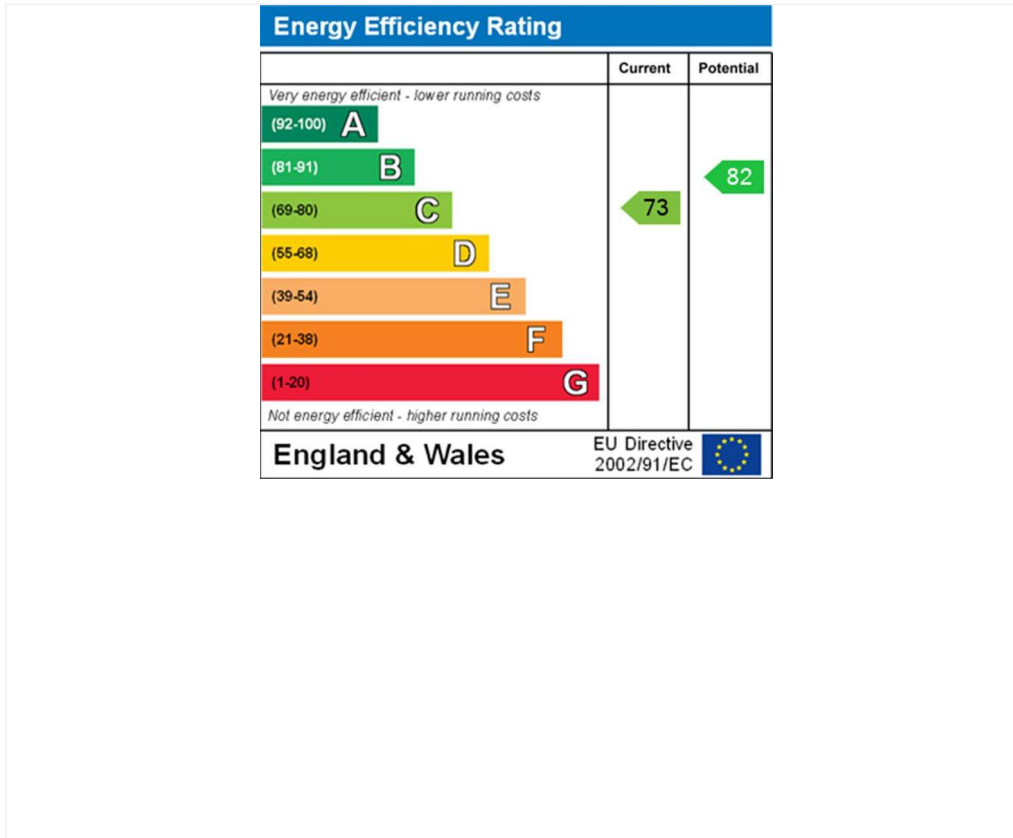 Energy Efficiency Rating
Current Potential
Very energy efficient - lower running costs
(92-100) A
(81-91) B
82
(69-80) C
73
(55-68) D
(39-54) E
(21-38) F
(1-20) G
Not energy efficient - higher running costs
England & Wales
EU Directive
2002/91/EC